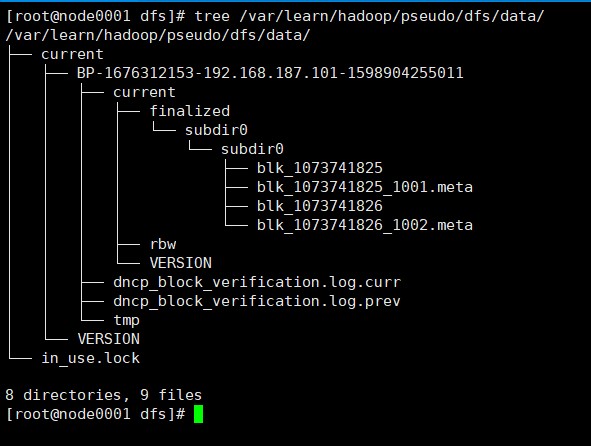 [root@node0001 dfs]# tree /var/learn/hadoop/pseudo/dfs/data/
/var/learn/hadoop/pseudo/dfs/data/
├── current
│   ├── BP-1676312153-192.168.187.101-1598904255011
│   │   ├── current
│   │   │   ├── finalized
│   │   │   │   └── subdir0
│   │   │   │       └── subdir0
│   │   │   │           ├── blk_1073741825
│   │   │   │           ├── blk_1073741825_1001.meta
│   │   │   │           ├── blk_1073741826
│   │   │   │           └── blk_1073741826_1002.meta
│   │   │   ├── rbw
│   │   │   └── VERSION
│   │   ├── dncp_block_verification.log.curr
│   │   ├── dncp_block_verification.log.prev
│   │   └── tmp
│   └── VERSION
└── in_use.lock
8 directories, 9 files
[root@node0001 dfs]#